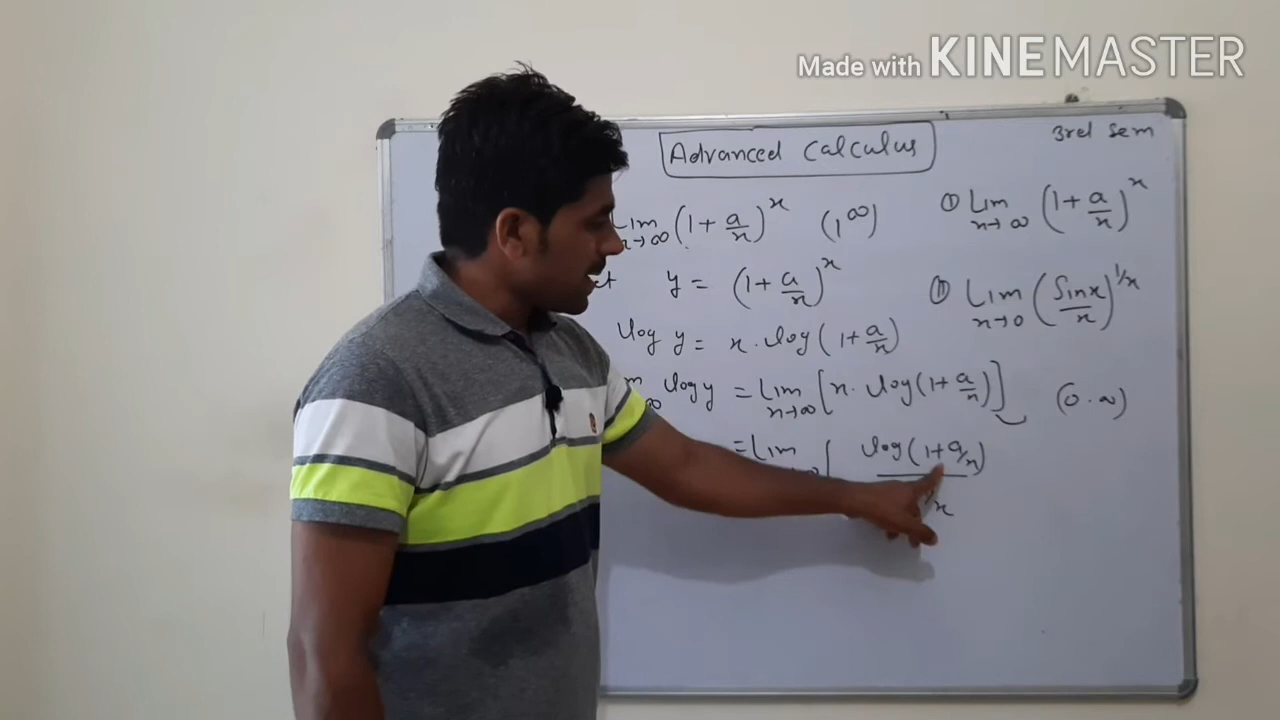 Made with KINEMASTER
Advanced Calculus
3rd Sem
Lim x→∞ (1 + a/x)^x (1^∞)
y = (1 + a/x)^x
log y = x · log (1 + a/x)
log y = Lim x→∞ [x · log (1 + a/x)] (0 · ∞)
= Lim [ log (1 + a/x) / x
① Lim x→∞ (1 + a/x)^x
② Lim x→0 (Sinx/x)^1/x